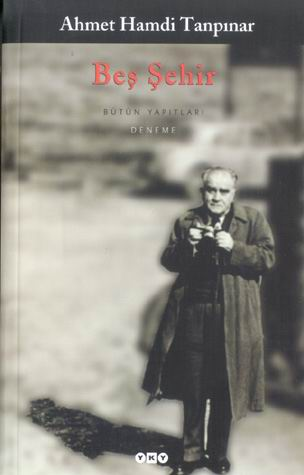 Ahmet Hamdi Tanpınar
Beş Şehir
BÜTÜN YAPITLARI
DENEME
YKY